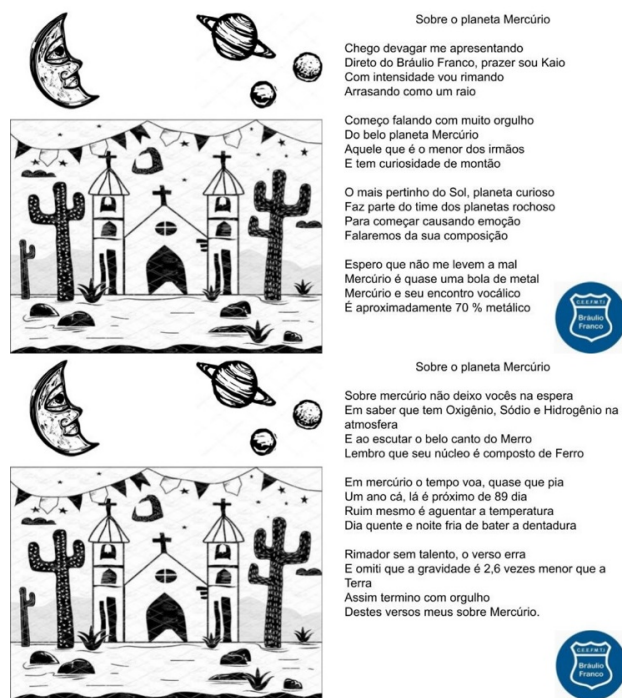 Sobre o planeta Mercúrio
Chego devagar me apresentando
Direto do Bráulio Franco, prazer sou Kaio
Com intensidade vou rimando
Arrasando como um raio
Começo falando com muito orgulho
Do belo planeta Mercúrio
Aquele que é o menor dos irmãos
E tem curiosidade de montão
O mais pertinho do Sol, planeta curioso
Faz parte do time dos planetas rochoso
Para começar causando emoção
Falaremos da sua composição
Espero que não me levem a mal
Mercúrio é quase uma bola de metal
Mercúrio e seu encontro vocálico
É aproximadamente 70 % metálico
C.E.E.F.M.T.I
Bráulio
Franco
Sobre o planeta Mercúrio
Sobre mercúrio não deixo vocês na espera
Em saber que tem Oxigênio, Sódio e Hidrogênio na
atmosfera
E ao escutar o belo canto do Merro
Lembro que seu núcleo é composto de Ferro
Em mercúrio o tempo voa, quase que pia
Um ano cá, lá é próximo de 89 dia
Ruim mesmo é aguentar a temperatura
Dia quente e noite fria de bater a dentadura
Rimador sem talento, o verso erra
E omiti que a gravidade é 2,6 vezes menor que a
Terra
Assim termino com orgulho
Destes versos meus sobre Mercúrio.
C.E.E.F.M.T.I
Bráulio
Franco